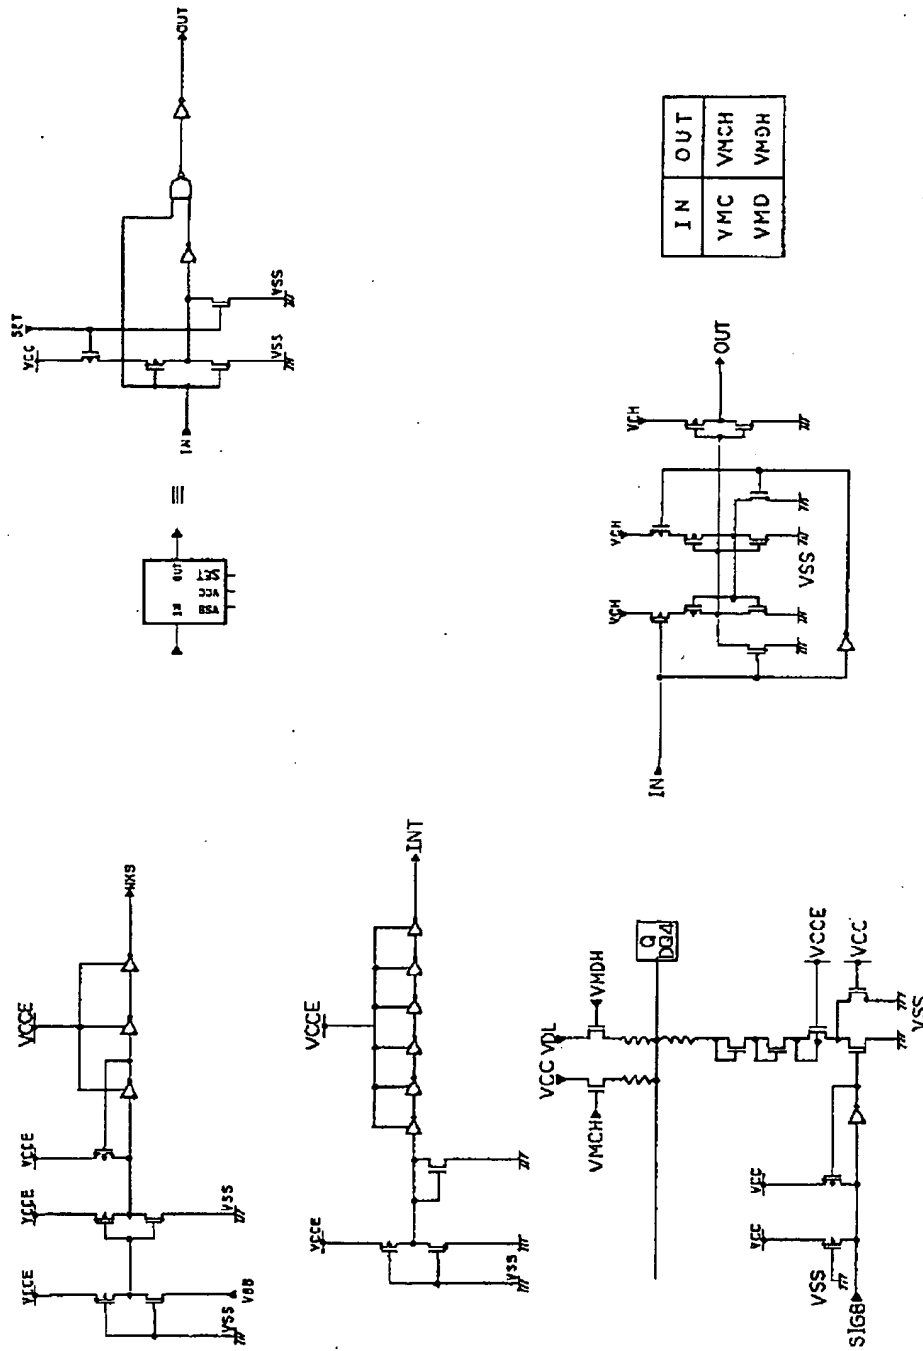 VCCE
VCCE
VCCE
VCCE
WKB
VSS
VBB
VSS
VCCE
VCCE
INT
VSS
VCC
VDL
VMCH
VMDH
Q
DQ4
VCCE
VCC
VCC
VCC
VSS
VSS
SIGB
IN
OUT
VSS
VCC
SET
≡
VCC
SET
IN
OUT
VSS
VSS
IN
VCH
VCH
VCH
OUT
VSS
IN OUT
VMC VMCH
VMD VMDH